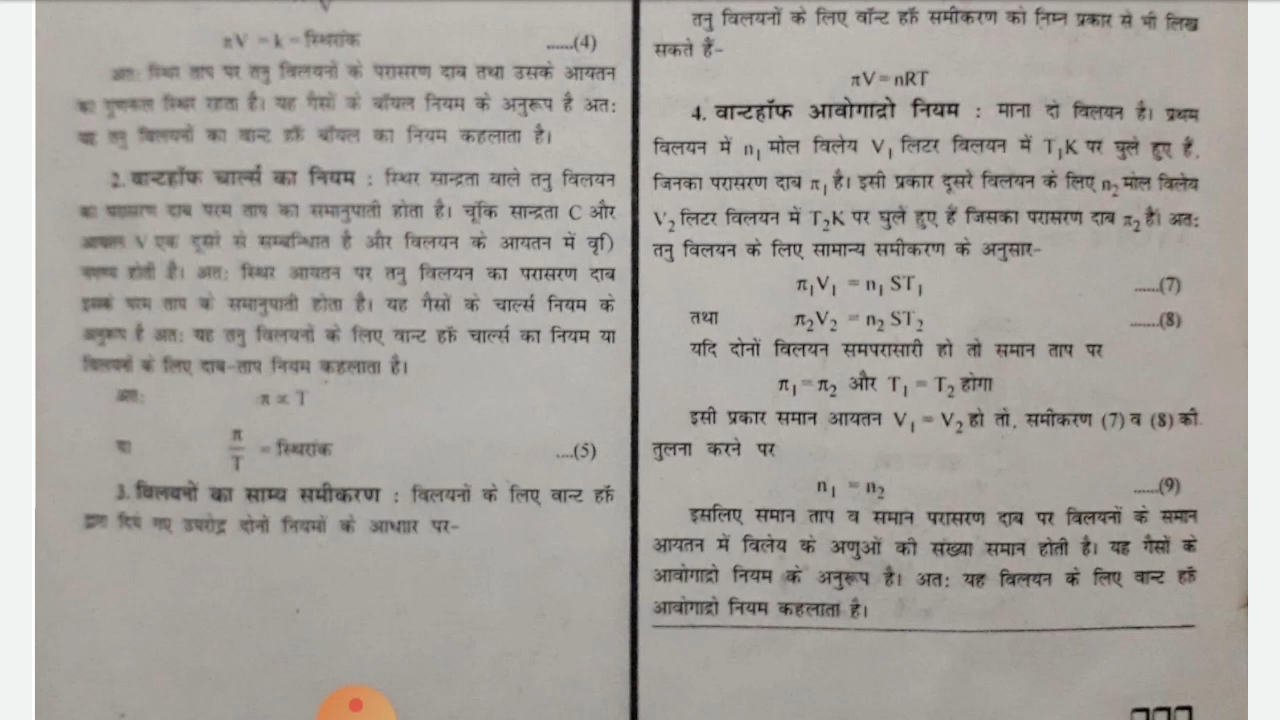 πV = k = स्थिरांक ......(4)
अत: स्थिर ताप पर तनु विलयनों के परासरण दाब तथा उसके आयतन
का गुणनफल स्थिर रहता है। यह गैसों के बॉयल नियम के अनुरूप है अत:
यह तनु विलयनों का वान्ट हॉफ बॉयल का नियम कहलाता है।
2. वान्टहॉफ चार्ल्स का नियम : स्थिर सान्द्रता वाले तनु विलयन
का परासरण दाब परम ताप का समानुपाती होता है। चूंकि सान्द्रता C और
आयतन V एक दूसरे से सम्बन्धित है और विलयन के आयतन में वृ)
नगण्य होती है। अत: स्थिर आयतन पर तनु विलयन का परासरण दाब
इसके परम ताप के समानुपाती होता है। यह गैसों के चार्ल्स नियम के
अनुरूप है अत: यह तनु विलयनों के लिए वान्ट हॉफ चार्ल्स का नियम या
विलयनों के लिए दाब-ताप नियम कहलाता है।
अत: π ∝ T
या π/T = स्थिरांक ....(5)
3. विलयनों का साम्य समीकरण : विलयनों के लिए वान्ट हॉफ
द्वारा दिये गए उपरोद्र दोनों नियमों के आधाार पर-
तनु विलयनों के लिए वॉन्ट हॉफ समीकरण को निम्न प्रकार से भी लिख
सकते हैं-
πV = nRT
4. वान्टहॉफ आवोगाद्रो नियम : माना दो विलयन है। प्रथम
विलयन में n₁ मोल विलेय V₁ लिटर विलयन में T₁K पर घुले हुए हैं,
जिनका परासरण दाब π₁ है। इसी प्रकार दूसरे विलयन के लिए n₂ मोल विलेय
V₂ लिटर विलयन में T₂K पर घुले हुए हैं जिसका परासरण दाब π₂ है। अत:
तनु विलयन के लिए सामान्य समीकरण के अनुसार-
π₁V₁ = n₁ ST₁ ......(7)
तथा π₂V₂ = n₂ ST₂ .......(8)
यदि दोनों विलयन समपरासारी हो तो समान ताप पर
π₁ = π₂ और T₁ = T₂ होगा
इसी प्रकार समान आयतन V₁ = V₂ हो तो, समीकरण (7) व (8) की
तुलना करने पर
n₁ = n₂ ......(9)
इसलिए समान ताप व समान परासरण दाब पर विलयनों के समान
आयतन में विलेय के अणुओं की संख्या समान होती है। यह गैसों के
आवोगाद्रो नियम के अनुरूप है। अत: यह विलयन के लिए वान्ट हॉफ
आवोगाद्रो नियम कहलाता है।